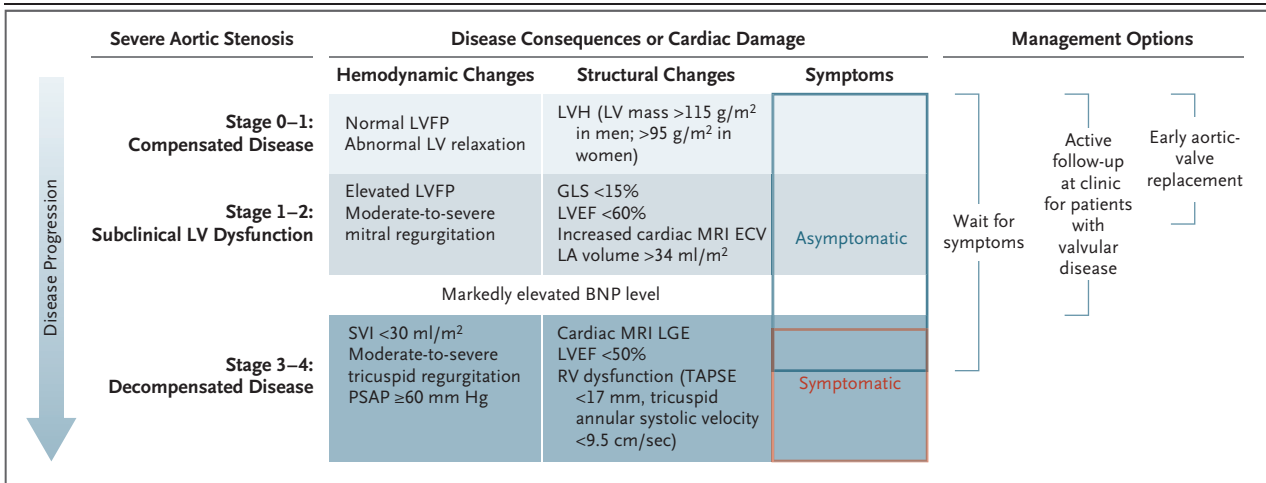 Severe Aortic Stenosis
Disease Consequences or Cardiac Damage
Management Options
Hemodynamic Changes
Structural Changes
Symptoms
Disease Progression
Stage 0–1:
Compensated Disease
Normal LVFP
Abnormal LV relaxation
LVH (LV mass >115 g/m²
in men; >95 g/m² in
women)
Stage 1–2:
Subclinical LV Dysfunction
Elevated LVFP
Moderate-to-severe
mitral regurgitation
GLS <15%
LVEF <60%
Increased cardiac MRI ECV
LA volume >34 ml/m²
Asymptomatic
Markedly elevated BNP level
Stage 3–4:
Decompensated Disease
SVI <30 ml/m²
Moderate-to-severe
tricuspid regurgitation
PSAP ≥60 mm Hg
Cardiac MRI LGE
LVEF <50%
RV dysfunction (TAPSE
<17 mm, tricuspid
annular systolic velocity
<9.5 cm/sec)
Symptomatic
Wait for
symptoms
Active
follow-up
at clinic
for patients
with
valvular
disease
Early aortic-
valve
replacement